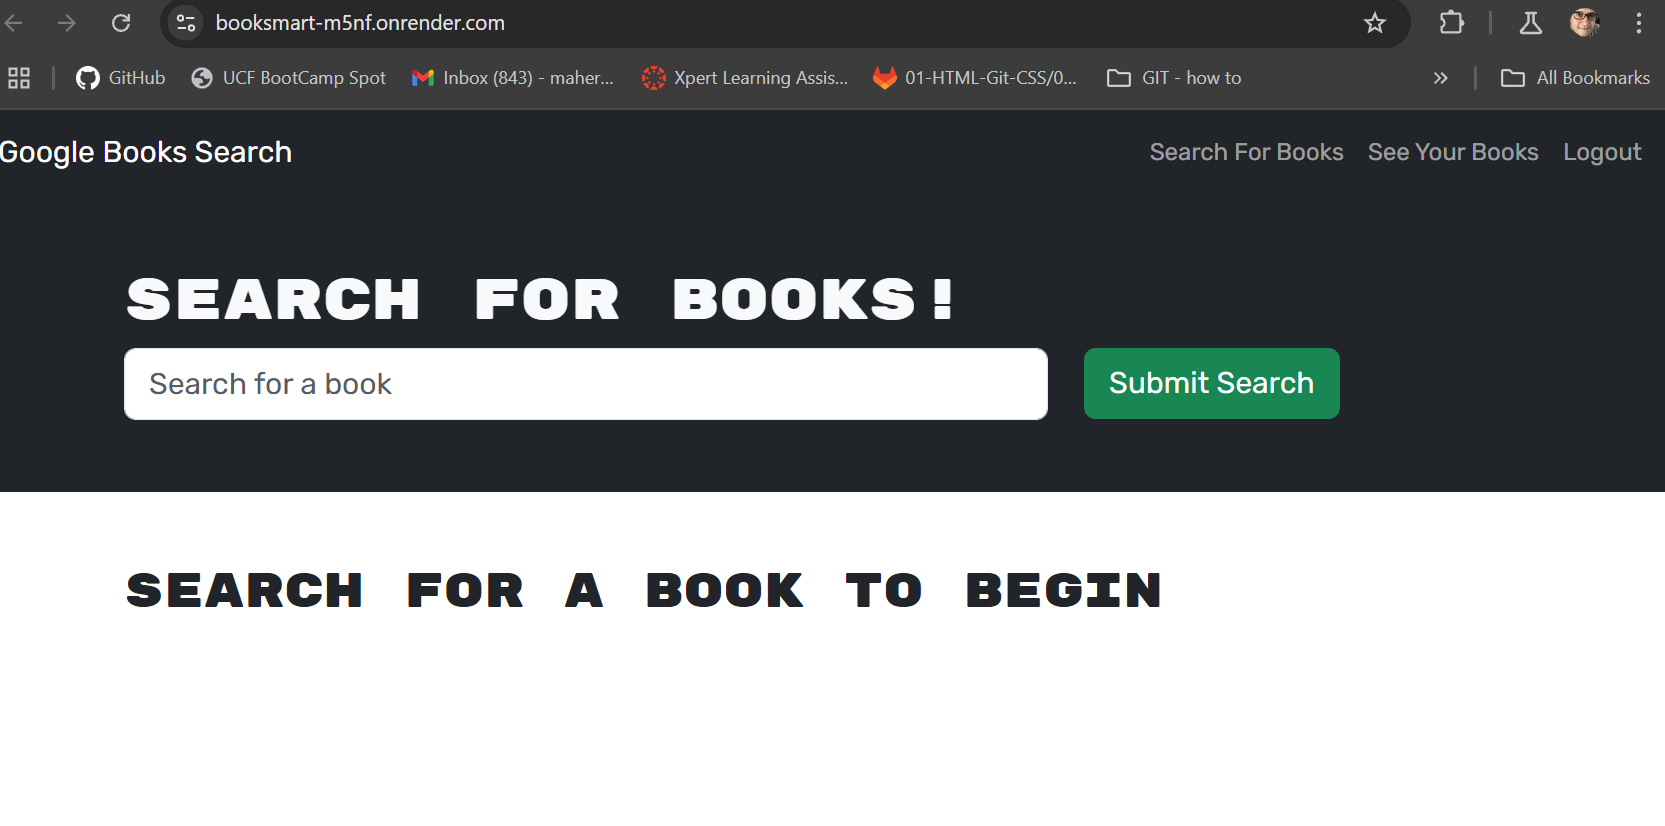 booksmart-m5nf.onrender.com
GitHub UCF BootCamp Spot Inbox (843) - maher... Xpert Learning Assis... 01-HTML-Git-CSS/0... GIT - how to » All Bookmarks
Google Books Search Search For Books See Your Books Logout
SEARCH FOR BOOKS!
Search for a book Submit Search
SEARCH FOR A BOOK TO BEGIN